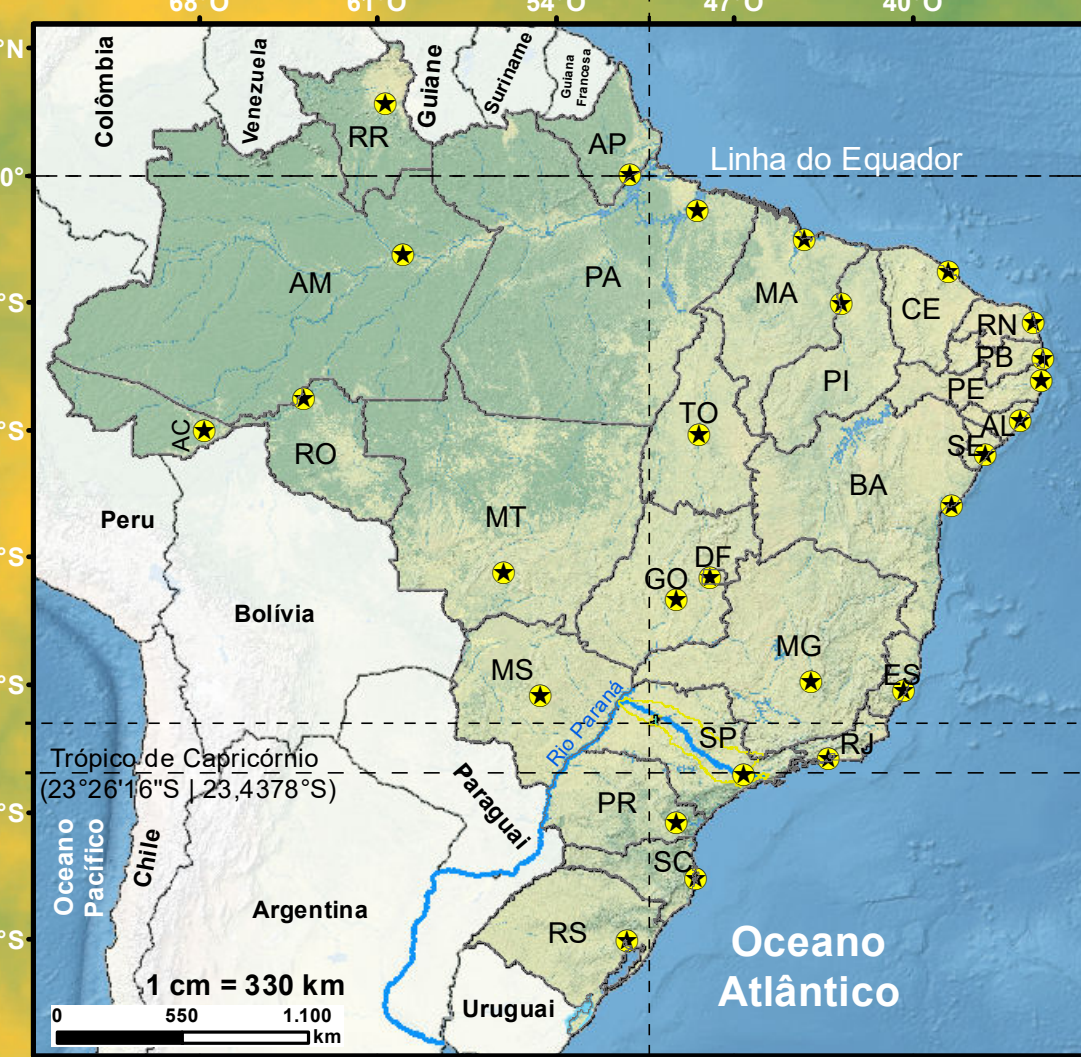 68°O 61°O 54°O 47°O 40°O
°N
Colômbia
Venezuela
Guiane
Suriname
Guiana
Francesa
RR
AP
Linha do Equador
0°
AM
PA
MA
CE
RN
PB
PE
PI
°S
TO
AL
SE
AC
RO
BA
°S
MT
Peru
DF
GO
°S
Bolívia
MG
ES
MS
°S
Rio Paraná
SP
RJ
Trópico de Capricórnio
(23°26'16"S | 23,4378°S)
Paraguai
PR
°S
Oceano
Pacífico
Chile
SC
Argentina
RS
°S
Oceano
Atlântico
1 cm = 330 km
0 550 1.100
km
Uruguai